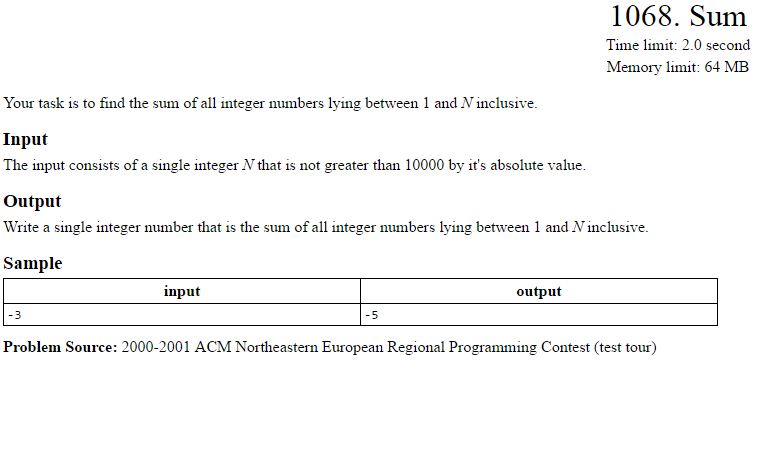 1068. Sum
Time limit: 2.0 second
Memory limit: 64 MB
Your task is to find the sum of all integer numbers lying between 1 and N inclusive.
Input
The input consists of a single integer N that is not greater than 10000 by it's absolute value.
Output
Write a single integer number that is the sum of all integer numbers lying between 1 and N inclusive.
Sample
input output
-3 -5
Problem Source: 2000-2001 ACM Northeastern European Regional Programming Contest (test tour)